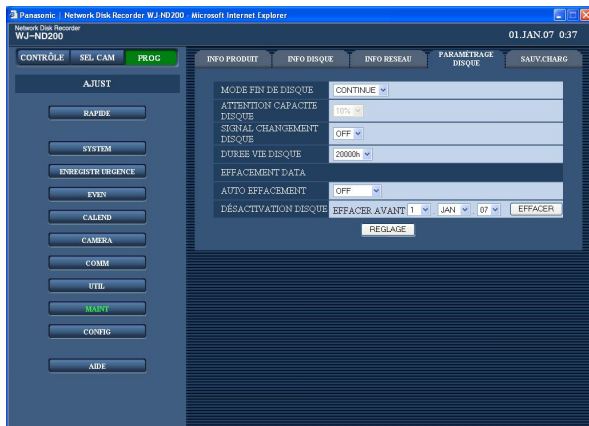 Panasonic | Network Disk Recorder WJ-ND200 - Microsoft Internet Explorer
Network Disk Recorder
WJ-ND200
01.JAN.07 0:37
CONTRÔLE SEL CAM PROG
INFO PRODUIT INFO DISQUE INFO RESEAU PARAMÉTRAGE DISQUE SAUV.CHARG
AJUST
RAPIDE
SYSTEM
ENREGISTR URGENCE
EVEN
CALEND
CAMERA
COMM
UTIL
MAINT
CONFIG
AIDE
MODE FIN DE DISQUE CONTINUE
ATTENTION CAPACITE
DISQUE 10%
SIGNAL CHANGEMENT
DISQUE OFF
DUREE VIE DISQUE 20000h
EFFACEMENT DATA
AUTO EFFACEMENT OFF
DÉSACTIVATION DISQUE EFFACER AVANT 1 . JAN . 07 EFFACER
REGLAGE